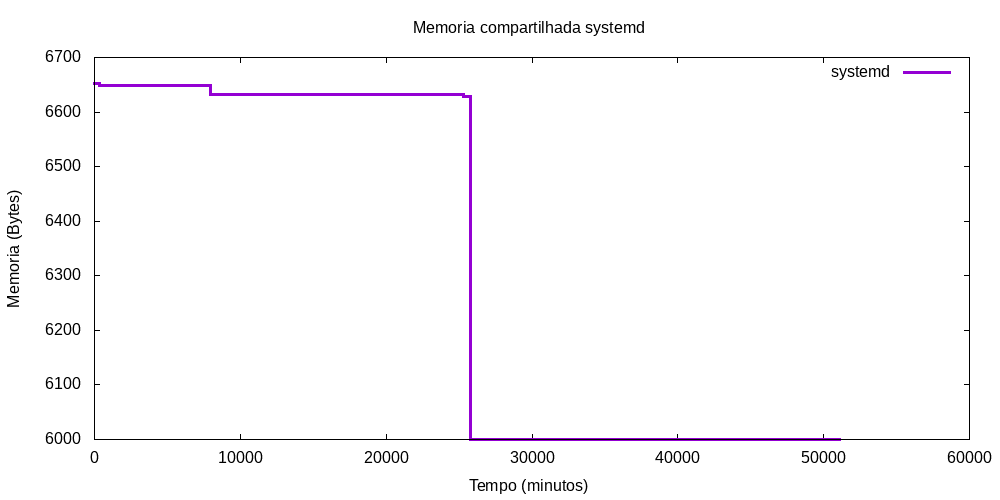 Memoria compartilhada systemd
systemd
Memoria (Bytes)
6700
6600
6500
6400
6300
6200
6100
6000
0 10000 20000 30000 40000 50000 60000
Tempo (minutos)